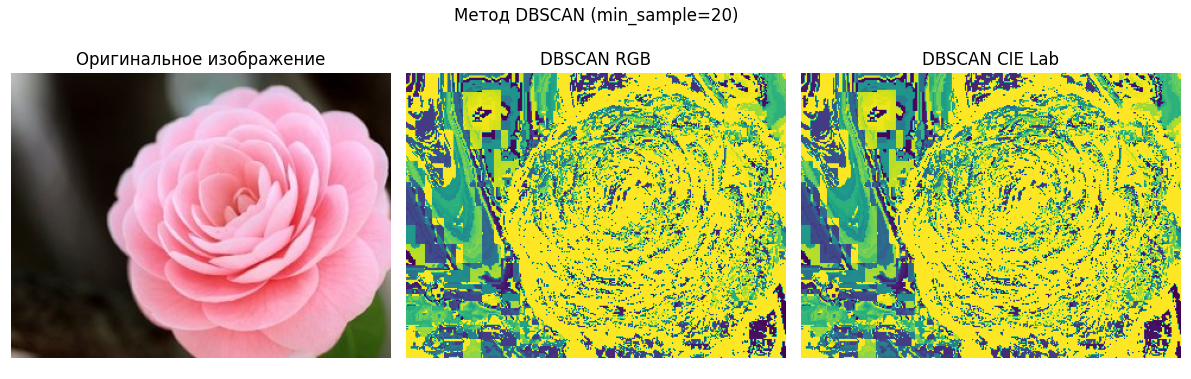 Метод DBSCAN (min_sample=20)
Оригинальное изображение
DBSCAN RGB
DBSCAN CIE Lab